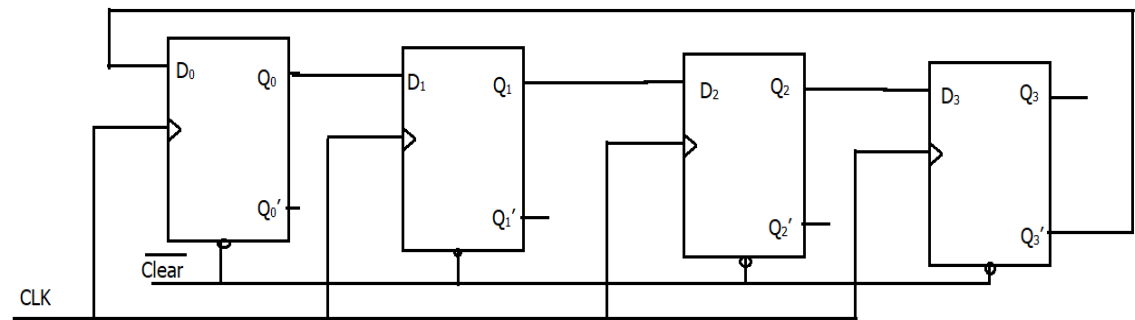 D₀ Q₀ D₁ Q₁ D₂ Q₂ D₃ Q₃
Q₀′ Q₁′ Q₂′ Q₃′
Clear
CLK